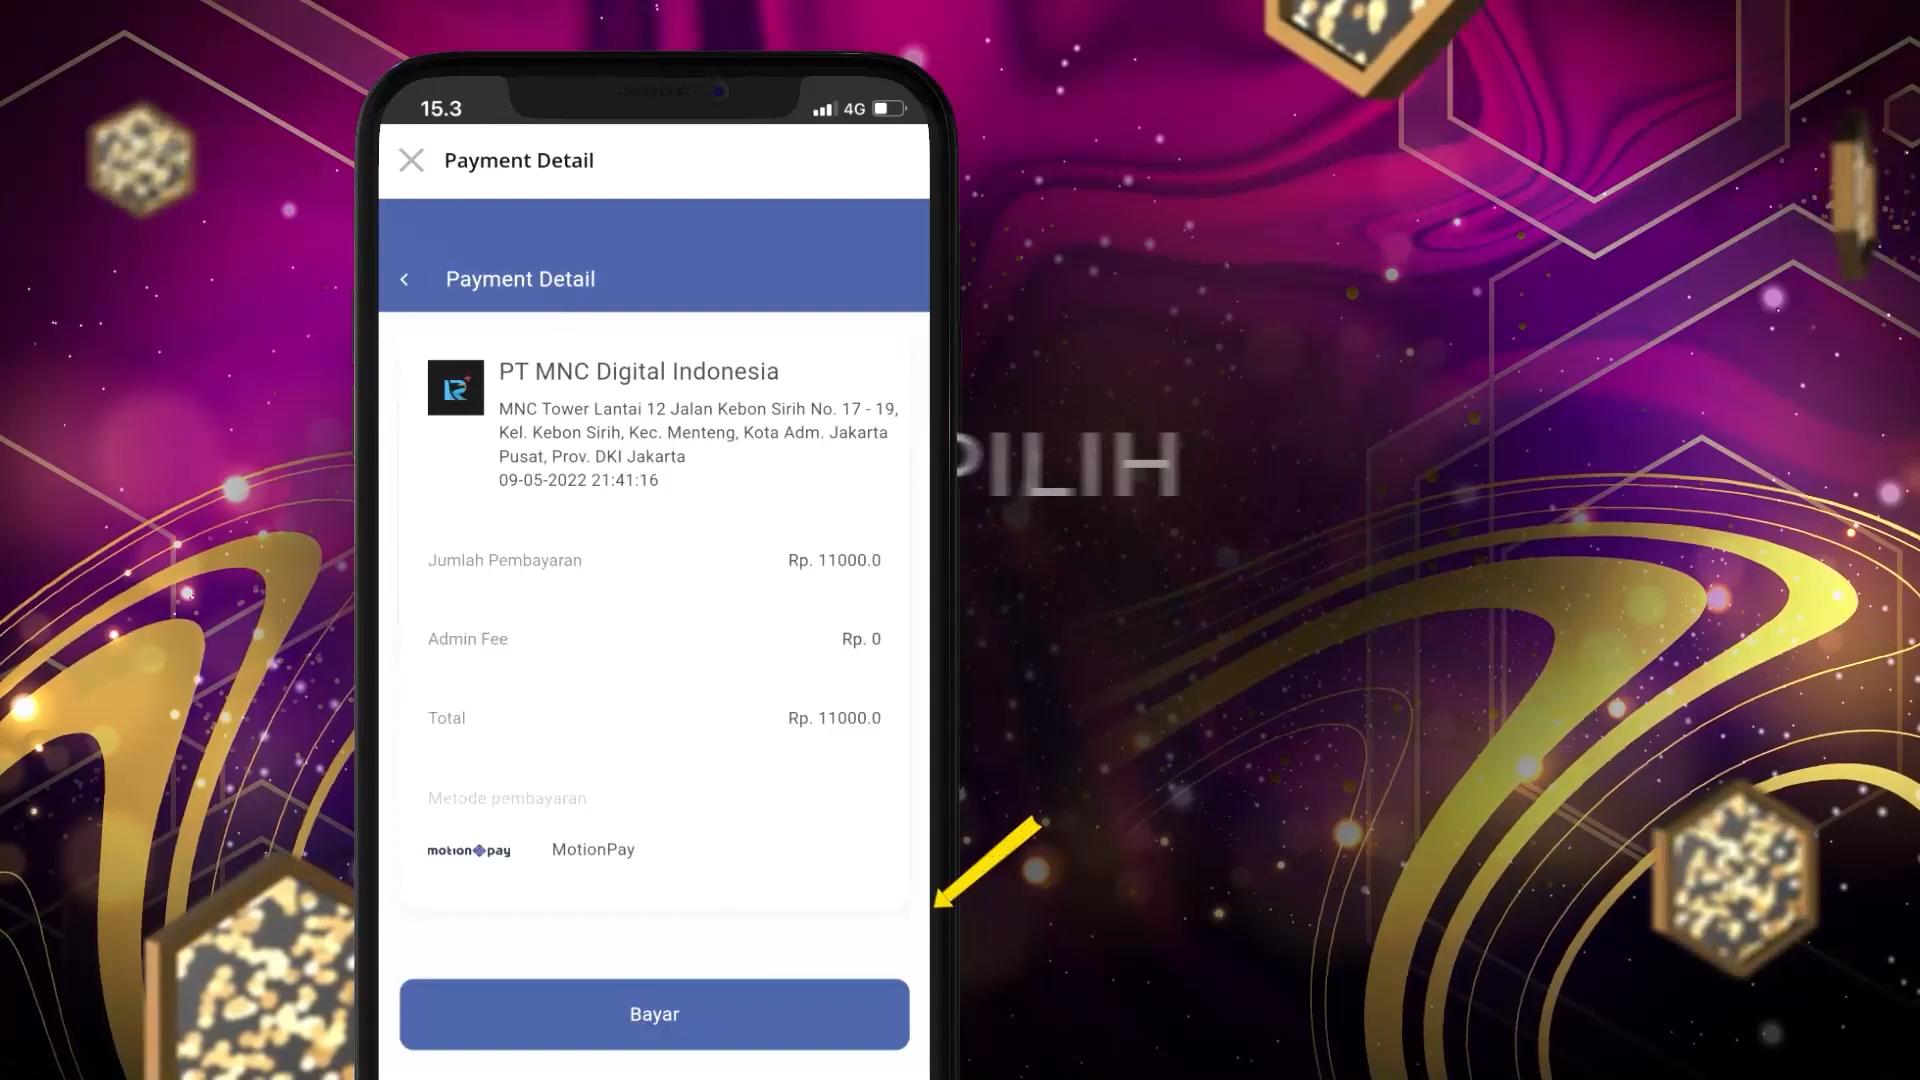 15.3
4G
Payment Detail
Payment Detail
PT MNC Digital Indonesia
MNC Tower Lantai 12 Jalan Kebon Sirih No. 17 - 19,
Kel. Kebon Sirih, Kec. Menteng, Kota Adm. Jakarta
Pusat, Prov. DKI Jakarta
09-05-2022 21:41:16
PILIH
Jumlah Pembayaran Rp. 11000.0
Admin Fee Rp. 0
Total Rp. 11000.0
Metode pembayaran
motion pay MotionPay
Bayar